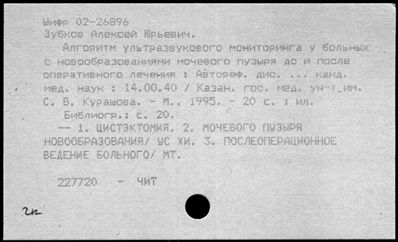 Шифр 02-26896
Зубков Алексей Юрьевич.
Алгоритм ультразвукового мониторинга у больных
с новообразованиями мочевого пузыря до и после
оперативного лечения : Автореф. дис. ... канд.
мед. наук : 14.00.40 / Казан. гос. мед. ун-т им.
С. В. Курашова. - М., 1995. - 20 с. : ил.
Библиогр.: с. 20.
-- 1. ЦИСТЭКТОМИЯ. 2. МОЧЕВОГО ПУЗЫРЯ
НОВООБРАЗОВАНИЯ/ УС ХИ. 3. ПОСЛЕОПЕРАЦИОННОЕ
ВЕДЕНИЕ БОЛЬНОГО/ МТ.
227720 - ЧИТ